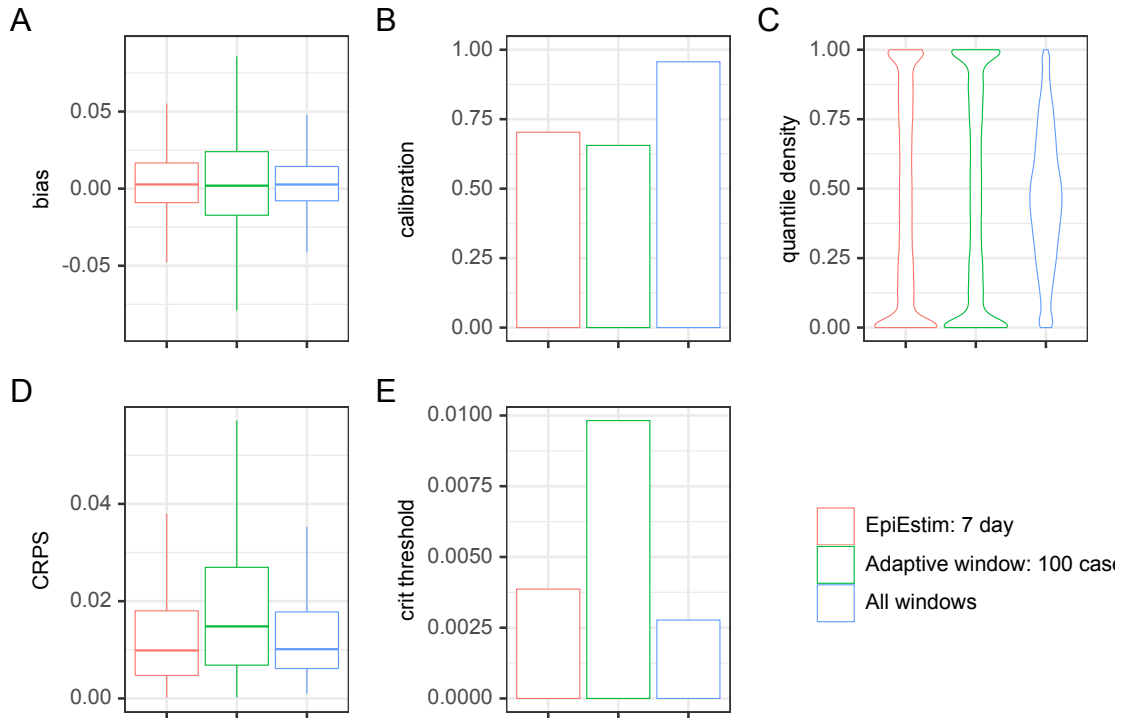 A
bias
0.05
0.00
-0.05
B
calibration
1.00
0.75
0.50
0.25
0.00
C
quantile density
1.00
0.75
0.50
0.25
0.00
D
CRPS
0.04
0.02
0.00
E
crit threshold
0.0100
0.0075
0.0050
0.0025
0.0000
EpiEstim: 7 day
Adaptive window: 100 case
All windows